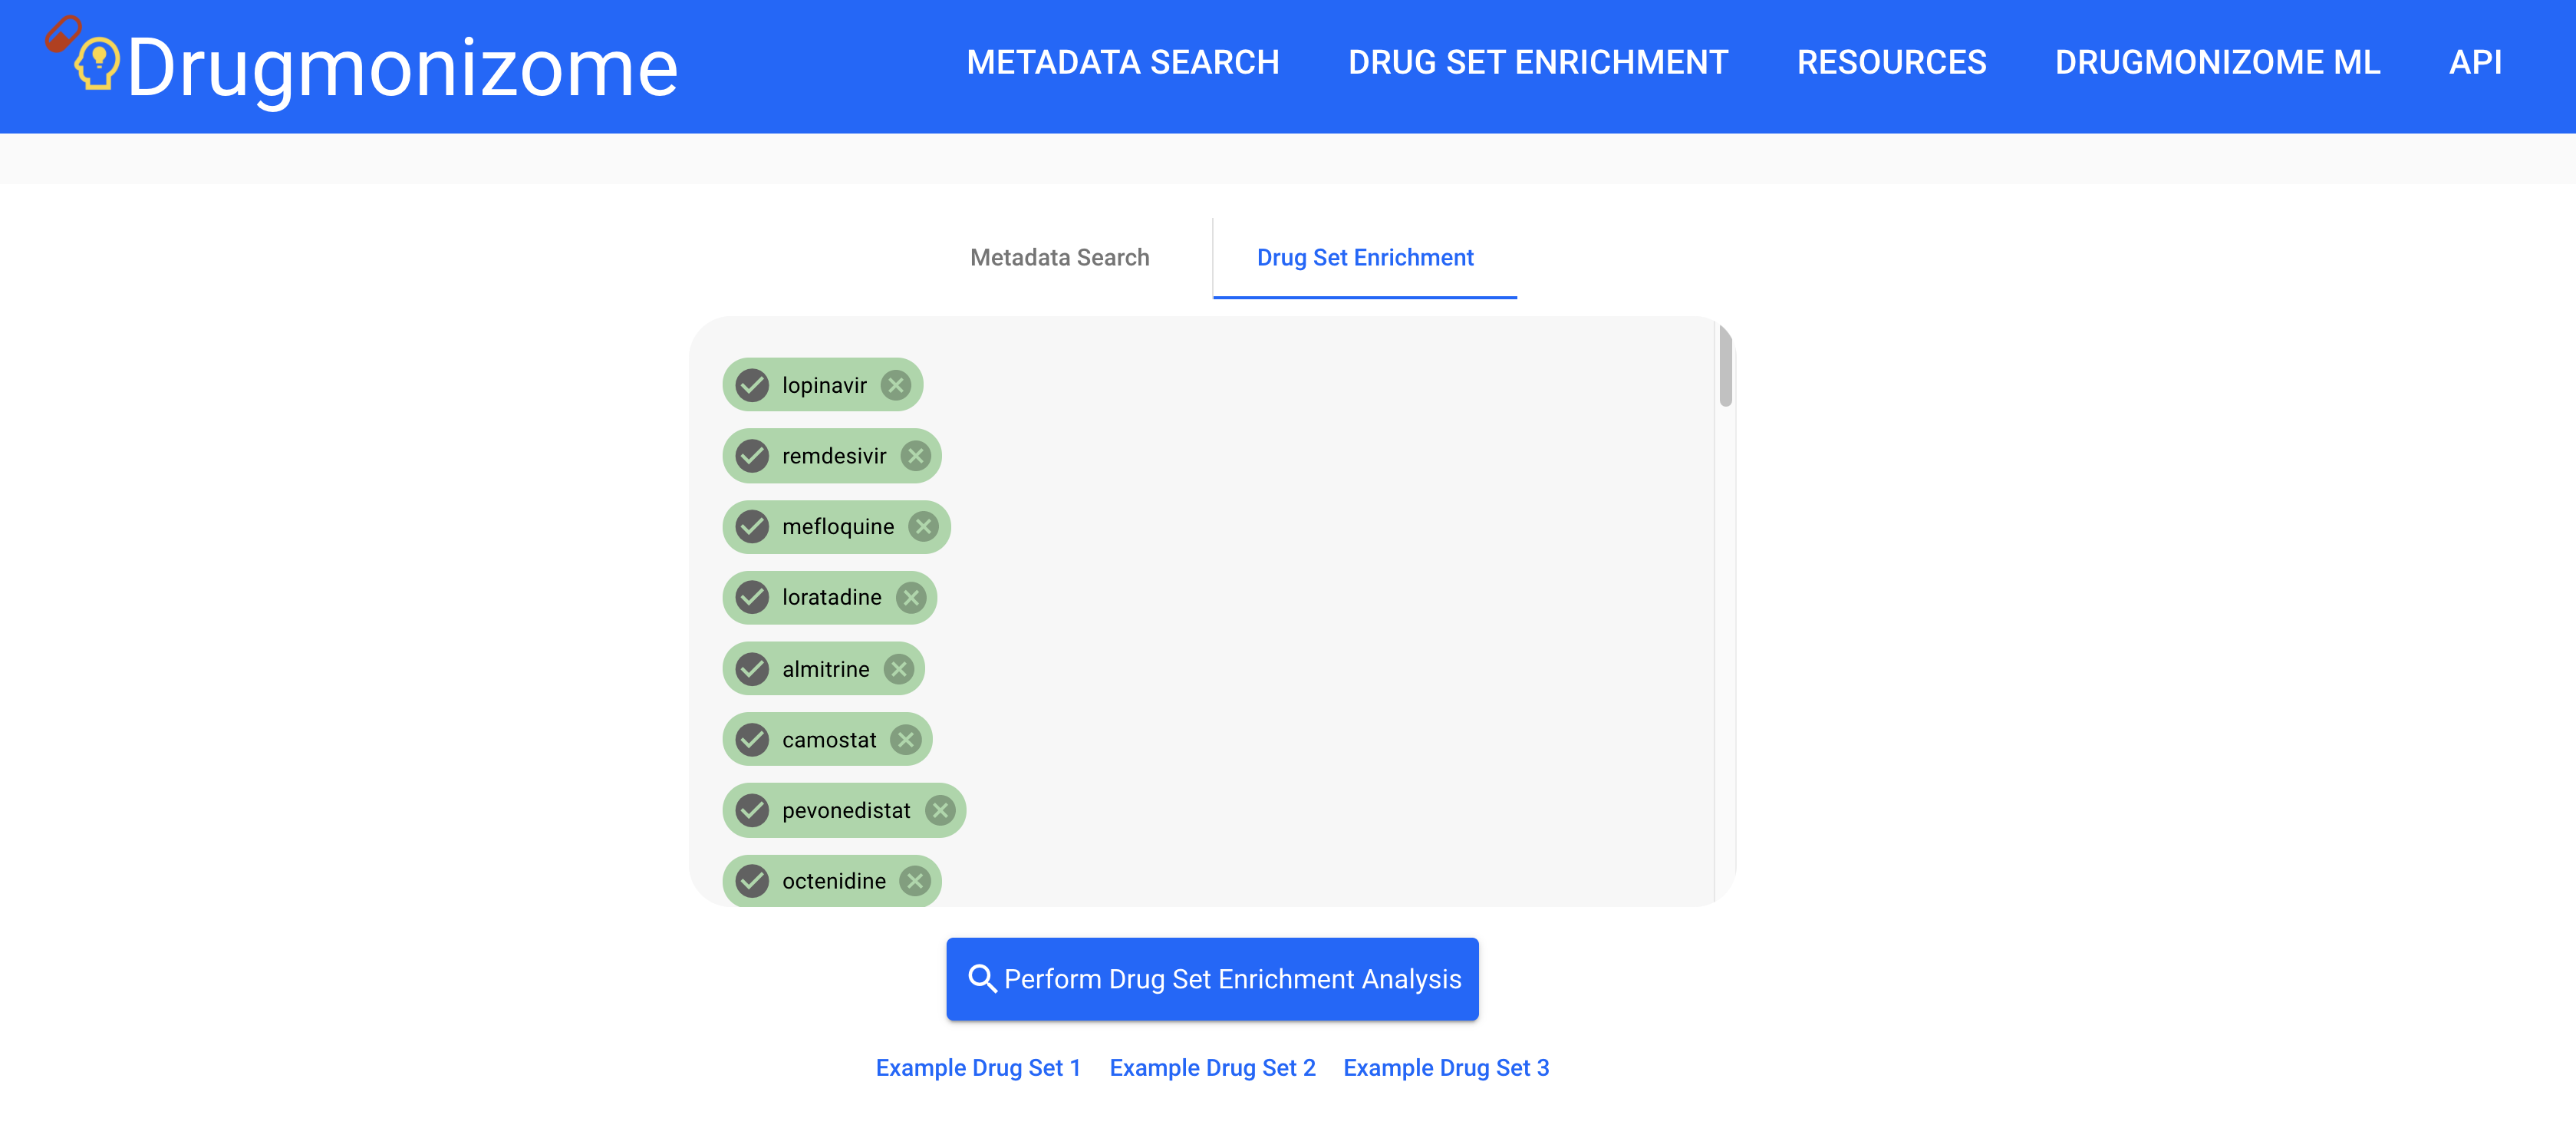 Drugmonizome
METADATA SEARCH DRUG SET ENRICHMENT RESOURCES DRUGMONIZOME ML API
Metadata Search Drug Set Enrichment
lopinavir
remdesivir
mefloquine
loratadine
almitrine
camostat
pevonedistat
octenidine
Perform Drug Set Enrichment Analysis
Example Drug Set 1 Example Drug Set 2 Example Drug Set 3